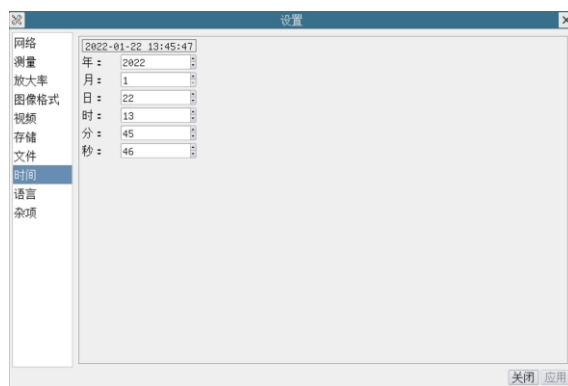 设置
网络
测量
放大率
图像格式
视频
存储
文件
时间
语言
杂项
2022-01-22 13:45:47
年： 2022
月： 1
日： 22
时： 13
分： 45
秒： 46
关闭 应用